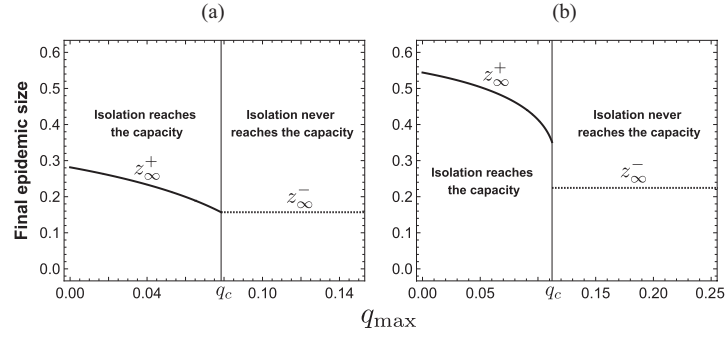 (a)
(b)
Final epidemic size
0.6
0.5
0.4
0.3
0.2
0.1
0.0
Isolation reaches
the capacity
Isolation never
reaches the capacity
z∞+
z∞−
0.00
0.04
qc
0.10
0.14
0.6
0.5
0.4
0.3
0.2
0.1
0.0
z∞+
Isolation never
reaches the capacity
Isolation reaches
the capacity
z∞−
0.00
0.05
qc
0.15
0.20
0.25
qmax